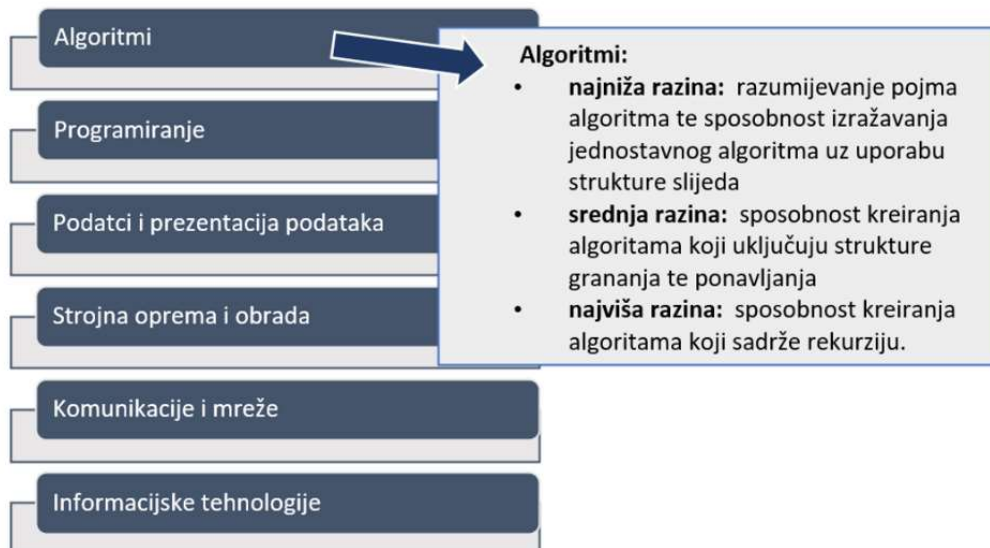 Algoritmi
Programiranje
Podatci i prezentacija podataka
Strojna oprema i obrada
Komunikacije i mreže
Informacijske tehnologije
Algoritmi:
• najniža razina: razumijevanje pojma
algoritma te sposobnost izražavanja
jednostavnog algoritma uz uporabu
strukture slijeda
• srednja razina: sposobnost kreiranja
algoritama koji uključuju strukture
grananja te ponavljanja
• najviša razina: sposobnost kreiranja
algoritama koji sadrže rekurziju.